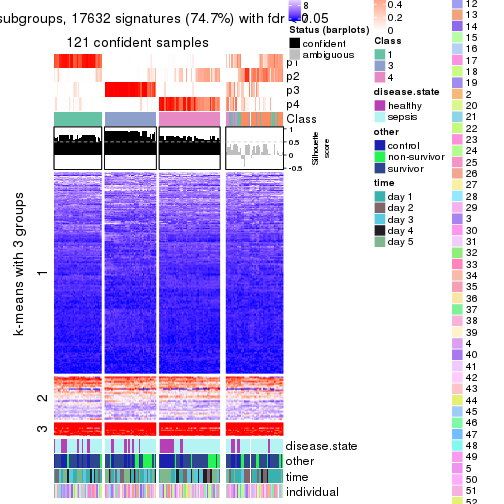 subgroups, 17632 signatures (74.7%) with fdr < 0.05
121 confident samples
p1
p2
p3
p4
Class
1
0.5
0
-0.5
Silhouette
score
k-means with 3 groups
1
2
3
disease.state
other
time
individual
8
0
Status (barplots)
confident
ambiguous
0.4
0.2
0
Class
1
3
4
disease.state
healthy
sepsis
other
control
non-survivor
survivor
time
day 1
day 2
day 3
day 4
day 5
12
13
14
15
16
17
18
19
2
20
21
22
23
24
25
26
27
28
29
3
30
31
32
33
34
35
36
37
38
39
4
40
41
42
43
44
45
46
47
48
49
5
50
51
52